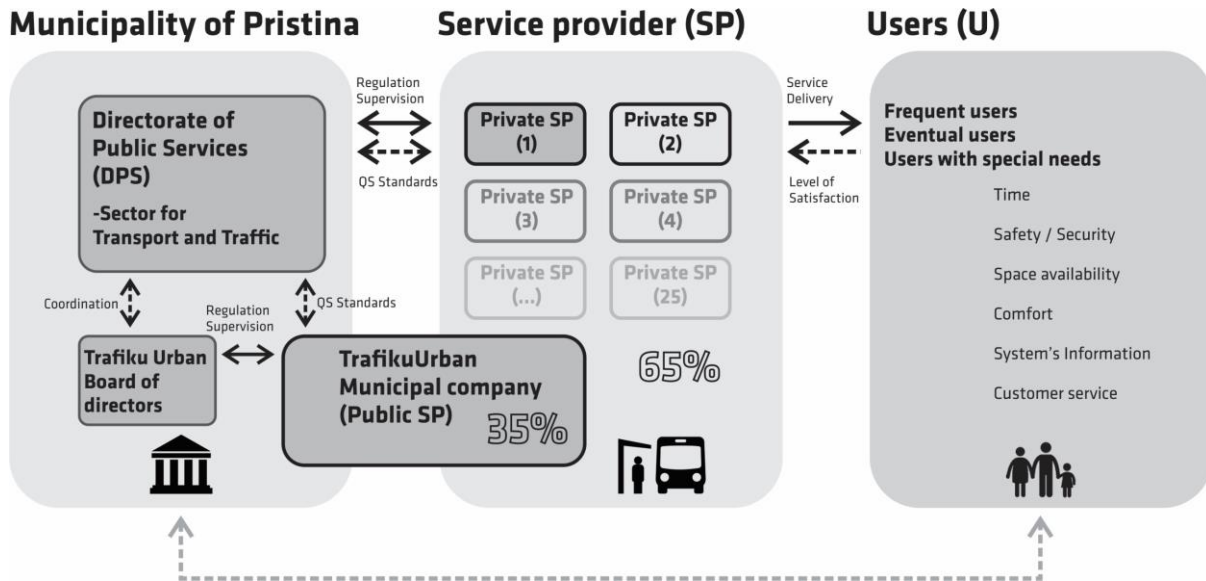 Municipality of Pristina
Service provider (SP)
Users (U)
Directorate of
Public Services
(DPS)
-Sector for
Transport and Traffic
Regulation
Supervision
QS Standards
Coordination
Regulation
Supervision
QS Standards
Trafiku Urban
Board of
directors
TrafikuUrban
Municipal company
(Public SP)
35%
Private SP
(1)
Private SP
(2)
Private SP
(3)
Private SP
(4)
Private SP
(...)
Private SP
(25)
65%
Service
Delivery
Level of
Satisfaction
Frequent users
Eventual users
Users with special needs
Time
Safety / Security
Space availability
Comfort
System's Information
Customer service